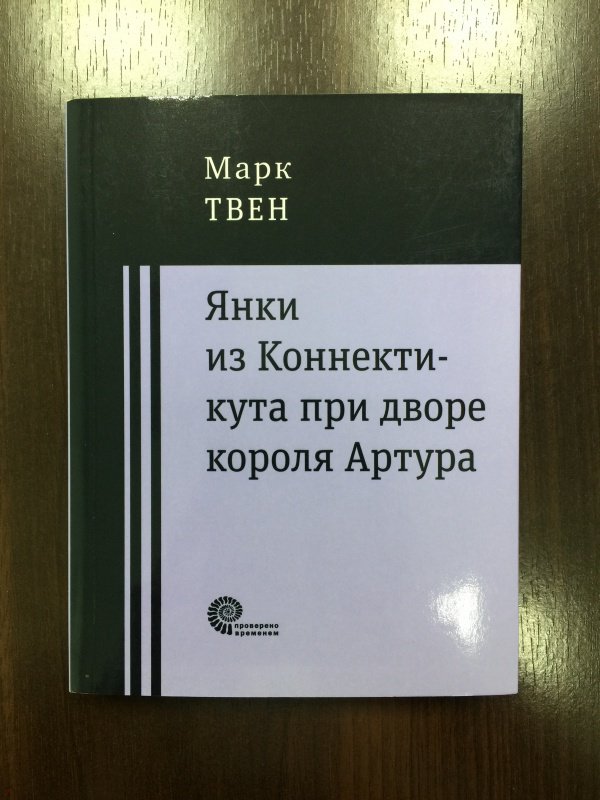 Марк
ТВЕН
Янки
из Коннекти-
кута при дворе
короля Артура
проверено
временем